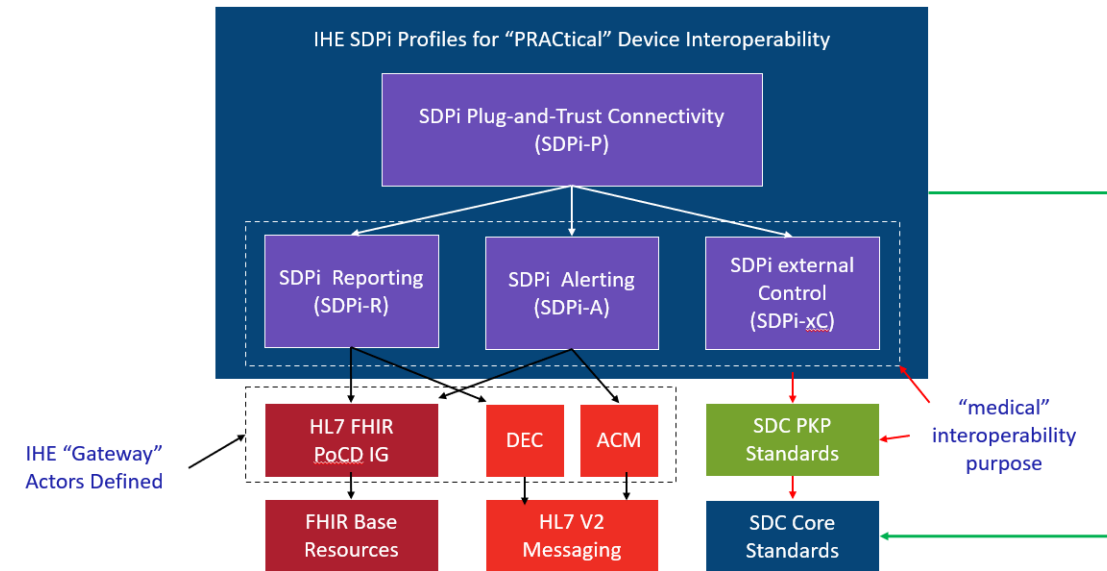 IHE SDPi Profiles for “PRACtical” Device Interoperability
SDPi Plug-and-Trust Connectivity
(SDPi-P)
SDPi  Reporting
(SDPi-R)
SDPi  Alerting
(SDPi-A)
SDPi external
Control
(SDPi-xC)
IHE “Gateway”
Actors Defined
HL7 FHIR
PoCD IG
DEC
ACM
SDC PKP
Standards
“medical”
interoperability
purpose
FHIR Base
Resources
HL7 V2
Messaging
SDC Core
Standards